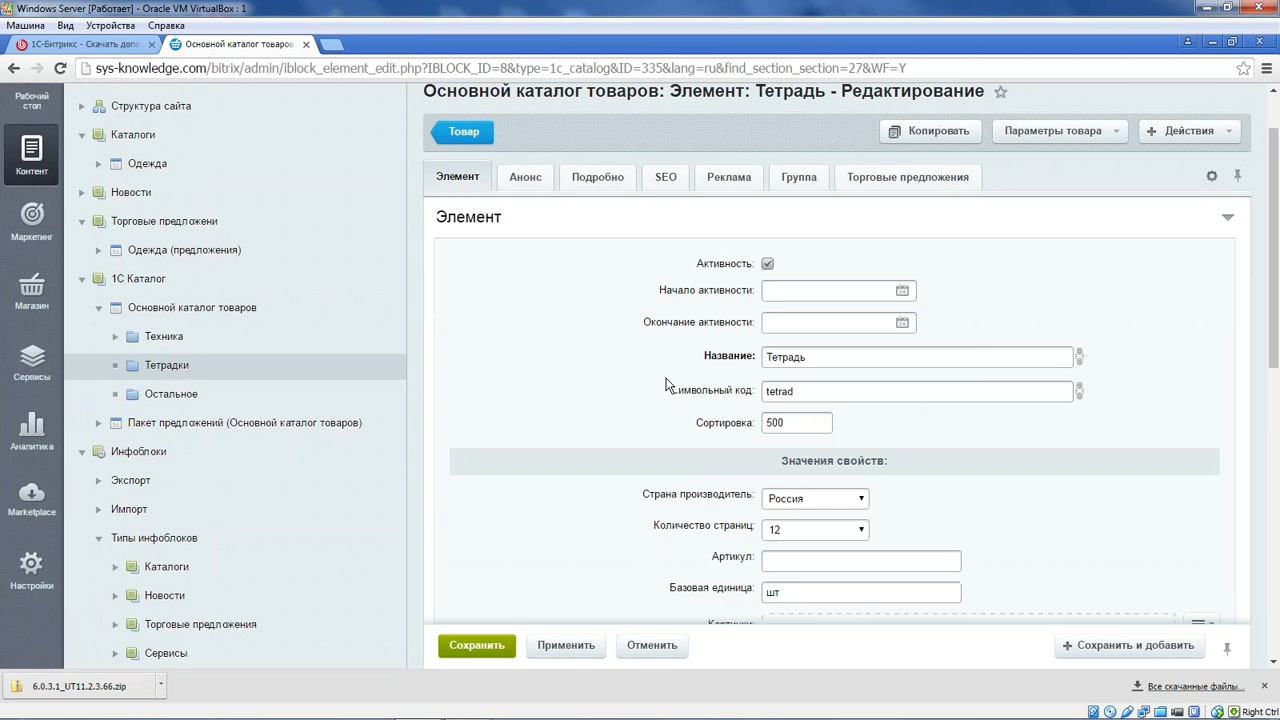 Windows Server [Работает] - Oracle VM VirtualBox : 1
Машина Вид Устройства Справка
1С-Битрикс - Скачать допо
Основной каталог товаров
sys-knowledge.com/bitrix/admin/iblock_element_edit.php?IBLOCK_ID=8&type=1c_catalog&ID=335&lang=ru&find_section_section=27&WF=Y
Рабочий
стол
Контент
Маркетинг
Магазин
Сервисы
Аналитика
Marketplace
Настройки
Структура сайта
Каталоги
Одежда
Новости
Торговые предложени
Одежда (предложения)
1С Каталог
Основной каталог товаров
Техника
Тетрадки
Остальное
Пакет предложений (Основной каталог товаров)
Инфоблоки
Экспорт
Импорт
Типы инфоблоков
Каталоги
Новости
Торговые предложения
Сервисы
Основной каталог товаров: Элемент: Тетрадь - Редактирование
Товар
Копировать
Параметры товара
Действия
Элемент Анонс Подробно SEO Реклама Группа Торговые предложения
Элемент
Активность:
Начало активности:
Окончание активности:
Название: Тетрадь
имвольный код: tetrad
Сортировка: 500
Значения свойств:
Страна производитель: Россия
Количество страниц: 12
Артикул:
Базовая единица: шт
Картинки:
Сохранить Применить Отменить Сохранить и добавить
6.0.3.1_UT11.2.3.66.zip
Все скачанные файлы...
Right Ctrl